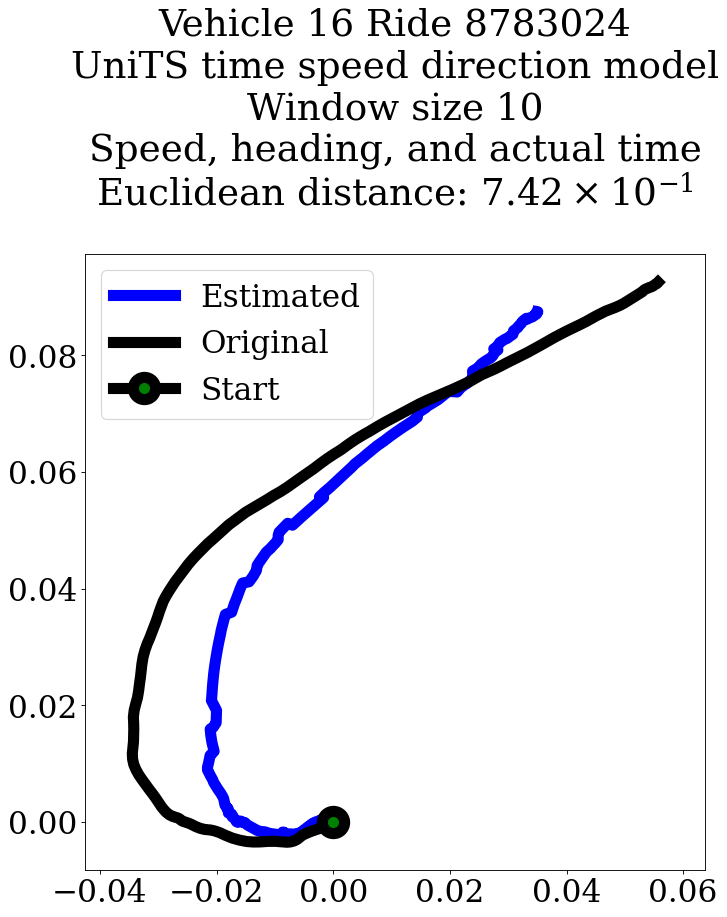 Vehicle 16 Ride 8783024
UniTS time speed direction model
Window size 10
Speed, heading, and actual time
Euclidean distance: 7.42 × 10⁻¹
Estimated
Original
Start
0.08
0.06
0.04
0.02
0.00
−0.04 −0.02 0.00 0.02 0.04 0.06